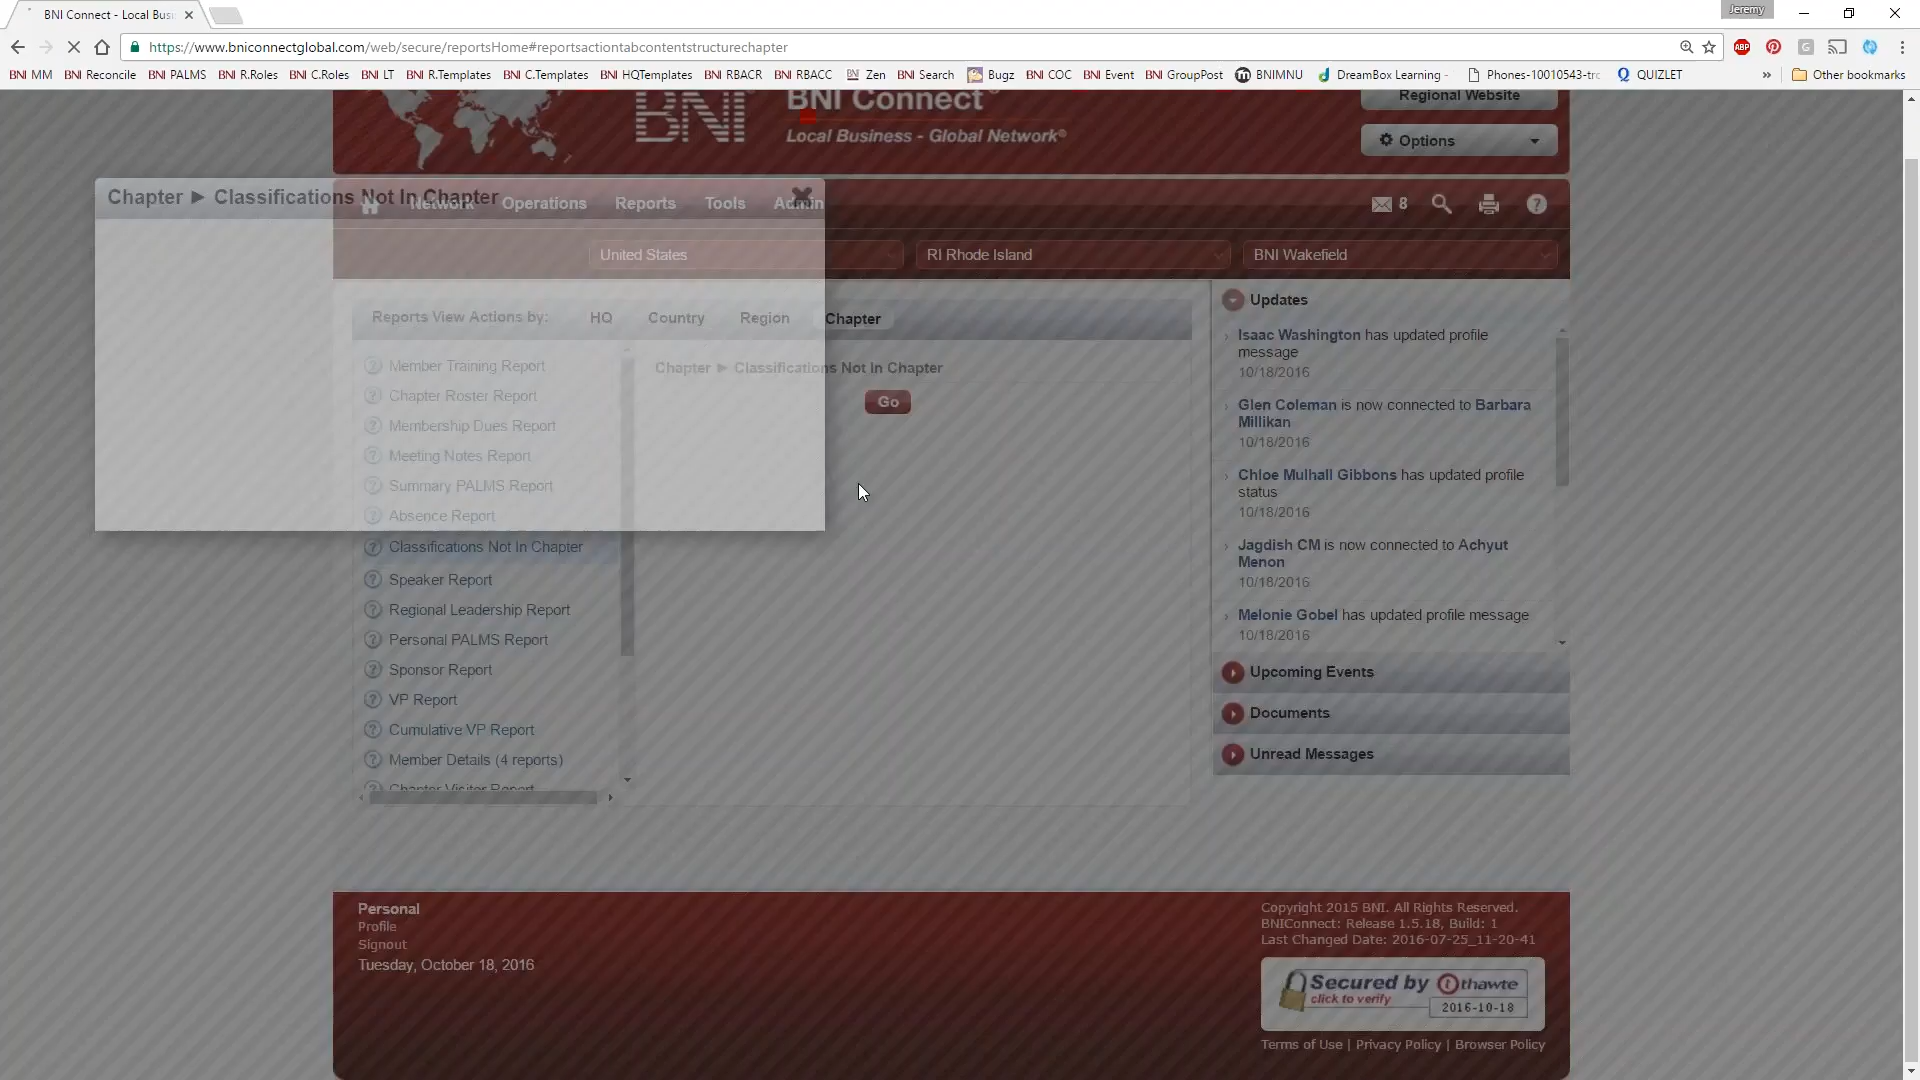 BNI Connect - Local Busi
Jeremy
https://www.bniconnectglobal.com/web/secure/reportsHome#reportsactiontabcontentstructurechapter
ABP
BNI MM BNI Reconcile BNI PALMS BNI R.Roles BNI C.Roles BNI LT BNI R.Templates BNI C.Templates BNI HQTemplates BNI RBACR BNI RBACC BNI Zen BNI Search Bugz BNI COC BNI Event BNI GroupPost BNIMNU DreamBox Learning - Phones-10010543-tro QUIZLET » Other bookmarks
BNI BNI Connect®
Local Business - Global Network®
Regional Website
Options
Chapter ► Classifications Not In Chapter
Network Operations Reports Tools Admin
8
United States RI Rhode Island BNI Wakefield
Reports View Actions by: HQ Country Region Chapter
Member Training Report
Chapter Roster Report
Membership Dues Report
Meeting Notes Report
Summary PALMS Report
Absence Report
Classifications Not In Chapter
Speaker Report
Regional Leadership Report
Personal PALMS Report
Sponsor Report
VP Report
Cumulative VP Report
Member Details (4 reports)
Chapter Visitor Report
Chapter ► Classifications Not In Chapter
Go
Updates
Isaac Washington has updated profile
message
10/18/2016
Glen Coleman is now connected to Barbara
Millikan
10/18/2016
Chloe Mulhall Gibbons has updated profile
status
10/18/2016
Jagdish CM is now connected to Achyut
Menon
10/18/2016
Melonie Gobel has updated profile message
10/18/2016
Upcoming Events
Documents
Unread Messages
Personal
Profile
Signout
Tuesday, October 18, 2016
Copyright 2015 BNI. All Rights Reserved.
BNIConnect: Release 1.5.18, Build: 1
Last Changed Date: 2016-07-25_11-20-41
Secured by thawte
click to verify
2016-10-18
Terms of Use | Privacy Policy | Browser Policy